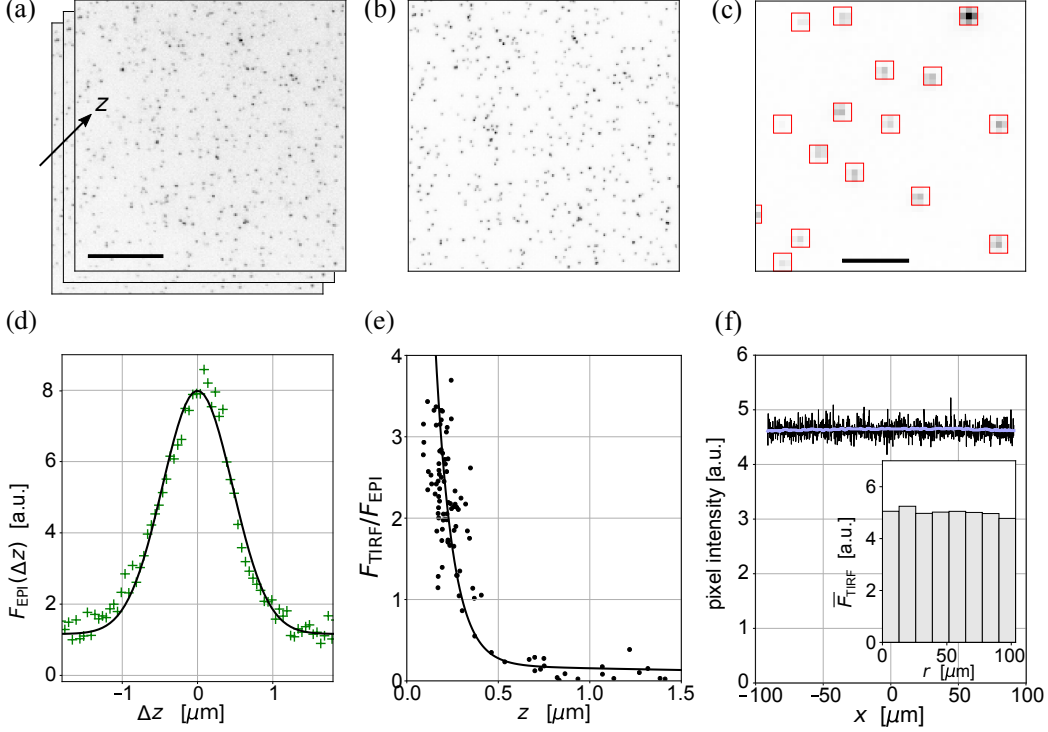 (a)
(b)
(c)
z
(d)
(e)
(f)
8
6
4
2
0
−1
0
1
F_EPI(Δz) [a.u.]
Δz [μm]
4
3
2
1
0
0.0
0.5
1.0
1.5
F_TIRF/F_EPI
z [μm]
6
5
4
3
2
1
0
−100
−50
0
50
100
pixel intensity [a.u.]
x [μm]
6
4
2
0
0
50
100
F̅_TIRF [a.u.]
r [μm]